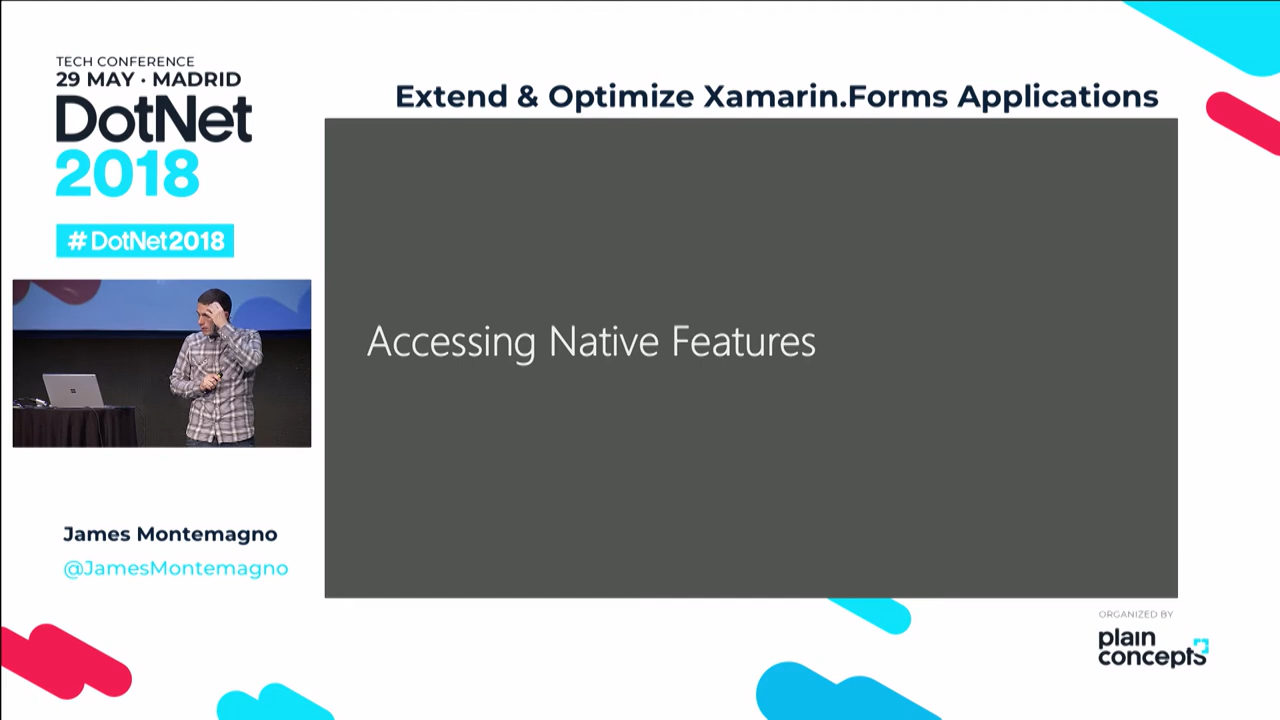 TECH CONFERENCE
29 MAY · MADRID
DotNet
2018
#DotNet2018
Extend & Optimize Xamarin.Forms Applications
Accessing Native Features
James Montemagno
@JamesMontemagno
ORGANIZED BY
plain
concepts